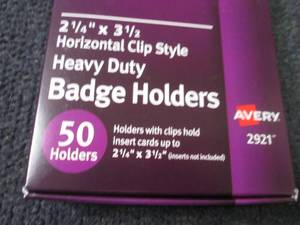 2 1/4" x 3 1/2
Horizontal Clip Style
Heavy Duty
Badge Holders
50
Holders
Holders with clips hold
insert cards up to
2 1/4" x 3 1/2" (inserts not included)
AVERY
2921™